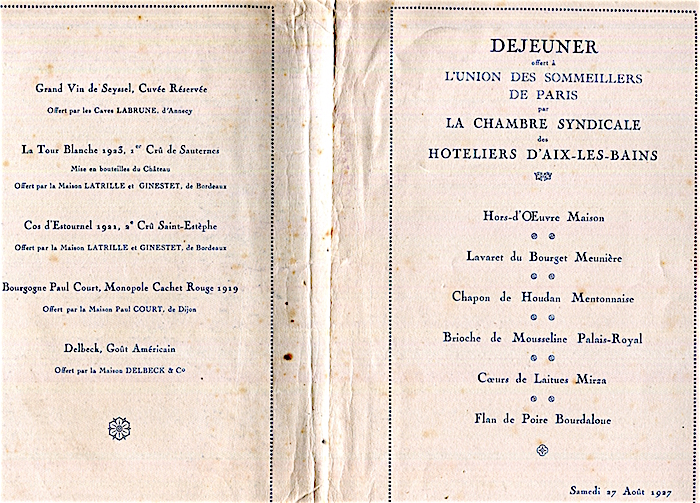 Grand Vin de Seyssel, Cuvée Réservée
Offert par les Caves LABRUNE, d'Annecy
La Tour Blanche 1923, 1er Crû de Sauternes
Mise en bouteilles du Château
Offert par la Maison LATRILLE et GINESTET, de Bordeaux
Cos d'Estournel 1921, 2e Crû Saint-Estèphe
Offert par la Maison LATRILLE et GINESTET, de Bordeaux
Bourgogne Paul Court, Monopole Cachet Rouge 1919
Offert par la Maison Paul COURT, de Dijon
Delbeck, Goût Américain
Offert par la Maison DELBECK & Co
DEJEUNER
offert à
L'UNION DES SOMMEILLERS
DE PARIS
par
LA CHAMBRE SYNDICALE
des
HOTELIERS D'AIX-LES-BAINS
Hors-d'OEuvre Maison
Lavaret du Bourget Meunière
Chapon de Houdan Mentonnaise
Brioche de Mousseline Palais-Royal
Cœurs de Laitues Mirza
Flan de Poire Bourdaloue
Samedi 27 Août 1927